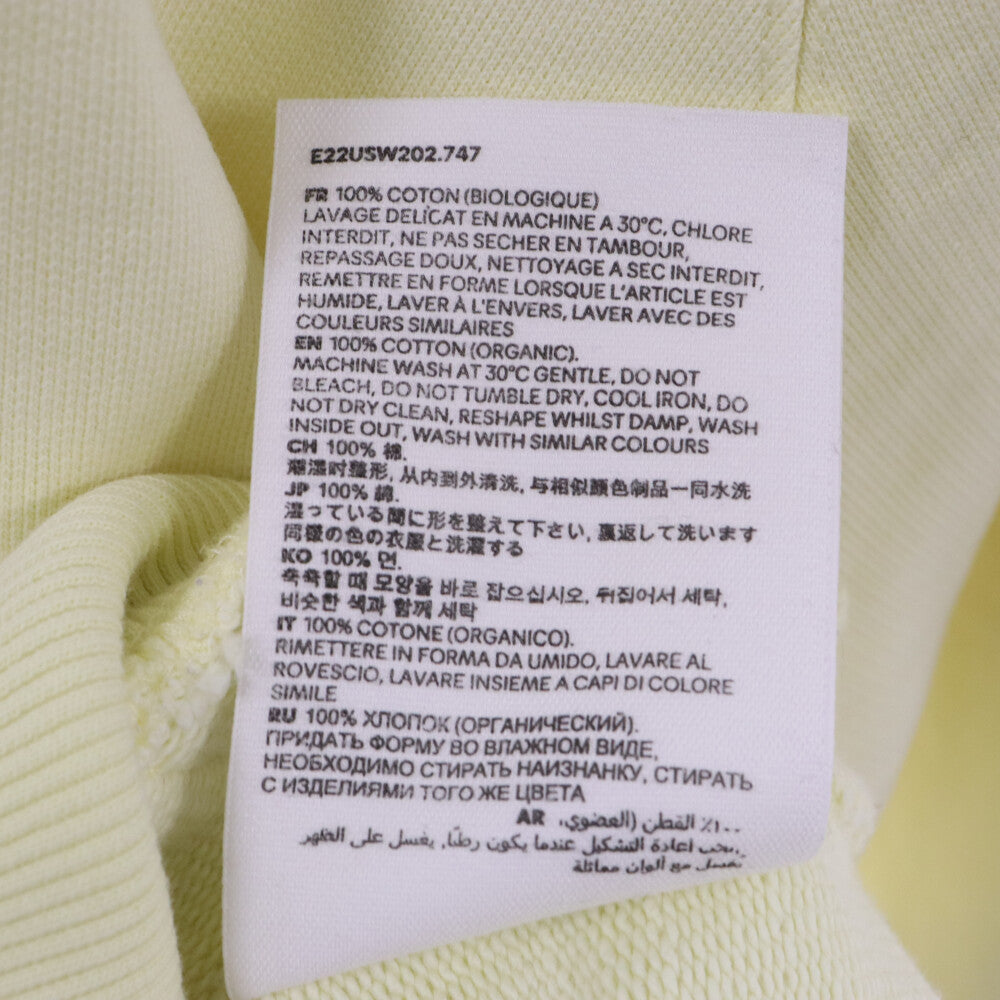 E22USW202.747
FR 100% COTON (BIOLOGIQUE)
LAVAGE DELICAT EN MACHINE A 30°C, CHLORE
INTERDIT, NE PAS SECHER EN TAMBOUR,
REPASSAGE DOUX, NETTOYAGE A SEC INTERDIT,
REMETTRE EN FORME LORSQUE L'ARTICLE EST
HUMIDE, LAVER À L'ENVERS, LAVER AVEC DES
COULEURS SIMILAIRES
EN 100% COTTON (ORGANIC).
MACHINE WASH AT 30°C GENTLE, DO NOT
BLEACH, DO NOT TUMBLE DRY, COOL IRON, DO
NOT DRY CLEAN, RESHAPE WHILST DAMP, WASH
INSIDE OUT, WASH WITH SIMILAR COLOURS
CH 100% 棉.
潮湿时整形, 从内到外清洗, 与相似颜色制品一同水洗
JP 100% 綿.
湿っている間に形を整えて下さい, 裏返して洗います
同様の色の衣服と洗濯する
KO 100% 면.
축축할 때 모양을 바로 잡으십시오, 뒤집어서 세탁,
비슷한 색과 함께 세탁
IT 100% COTONE (ORGANICO).
RIMETTERE IN FORMA DA UMIDO, LAVARE AL
ROVESCIO, LAVARE INSIEME A CAPI DI COLORE
SIMILE
RU 100% ХЛОПОК (ОРГАНИЧЕСКИЙ).
ПРИДАТЬ ФОРМУ ВО ВЛАЖНОМ ВИДЕ,
НЕОБХОДИМО СТИРАТЬ НАИЗНАНКУ, СТИРАТЬ
С ИЗДЕЛИЯМИ ТОГО ЖЕ ЦВЕТА
AR ١٠٠٪ القطن (العضوي).
يجب اعادة التشكيل عندما يكون رطبًا, يغسل على الظهر
يغسل مع ألوان مماثلة